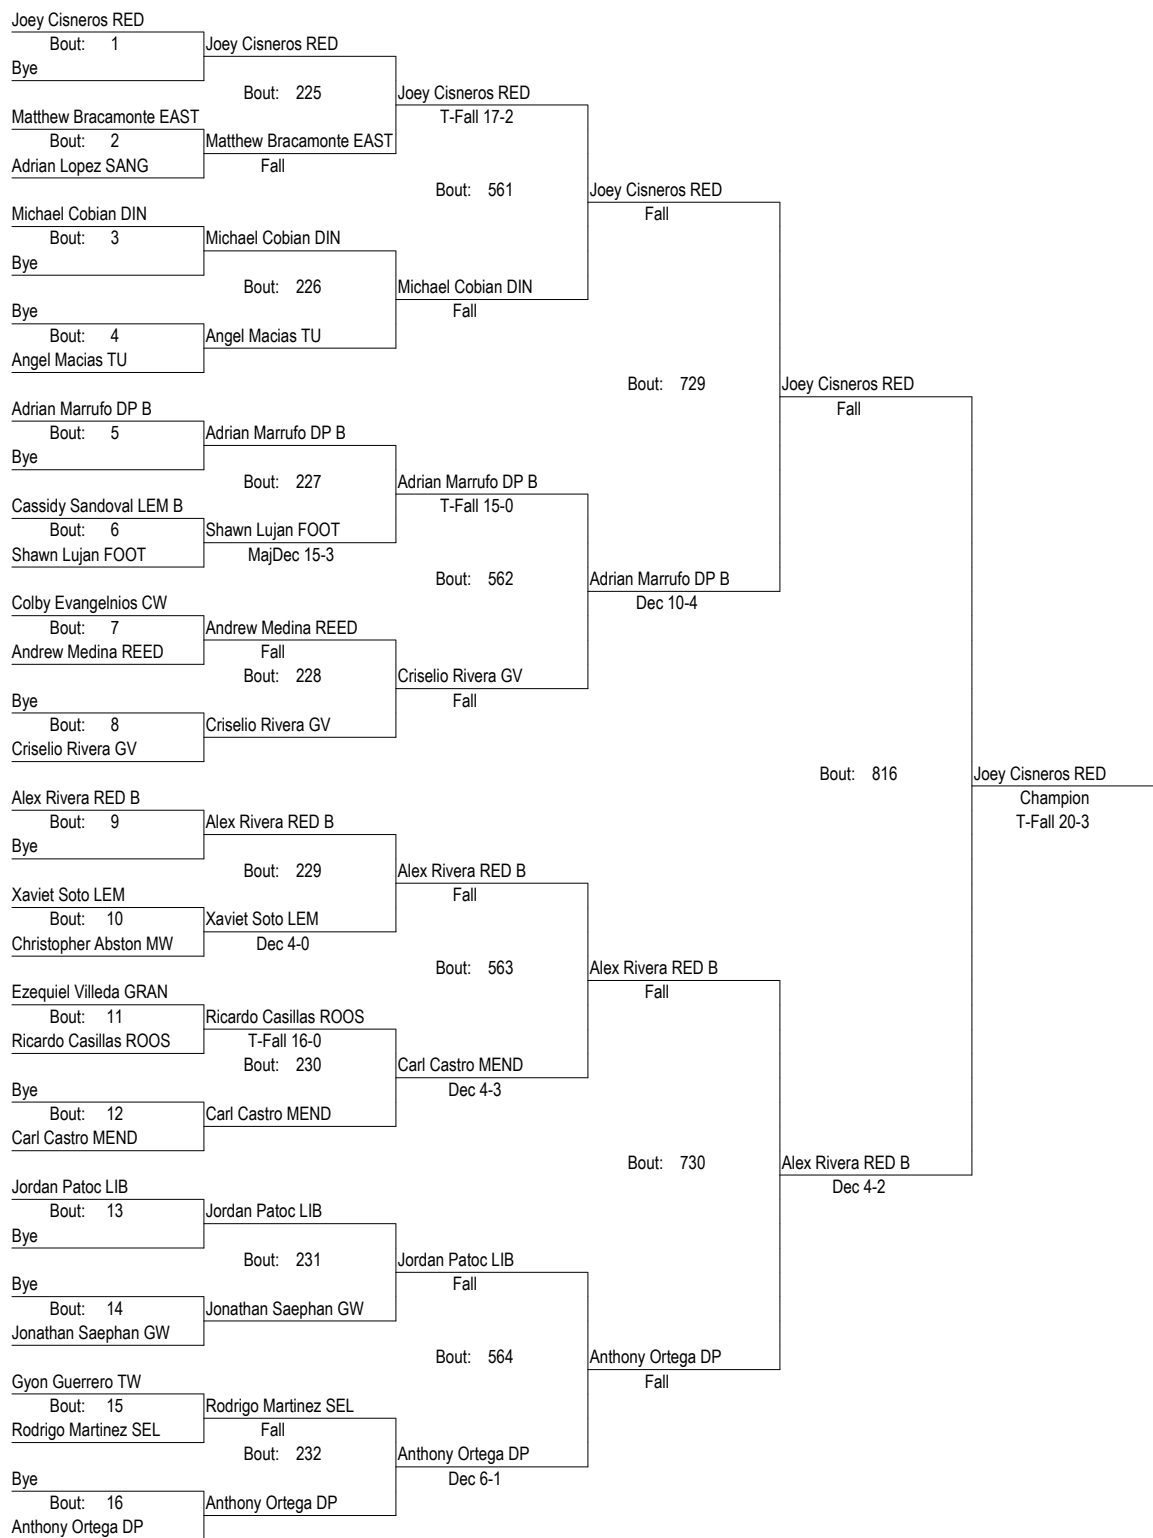 Joey Cisneros RED
Bout: 1
Joey Cisneros RED
Bye
Bout: 225
Joey Cisneros RED
Matthew Bracamonte EAST
T-Fall 17-2
Bout: 2
Matthew Bracamonte EAST
Adrian Lopez SANG
Fall
Bout: 561
Joey Cisneros RED
Michael Cobian DIN
Fall
Bout: 3
Michael Cobian DIN
Bye
Bout: 226
Michael Cobian DIN
Bye
Fall
Bout: 4
Angel Macias TU
Angel Macias TU
Bout: 729
Joey Cisneros RED
Adrian Marrufo DP B
Fall
Bout: 5
Adrian Marrufo DP B
Bye
Bout: 227
Adrian Marrufo DP B
Cassidy Sandoval LEM B
T-Fall 15-0
Bout: 6
Shawn Lujan FOOT
Shawn Lujan FOOT
MajDec 15-3
Bout: 562
Adrian Marrufo DP B
Colby Evangelnios CW
Dec 10-4
Bout: 7
Andrew Medina REED
Andrew Medina REED
Fall
Bout: 228
Criselio Rivera GV
Bye
Fall
Bout: 8
Criselio Rivera GV
Criselio Rivera GV
Bout: 816
Joey Cisneros RED
Alex Rivera RED B
Champion
Bout: 9
Alex Rivera RED B
T-Fall 20-3
Bye
Bout: 229
Alex Rivera RED B
Xaviet Soto LEM
Fall
Bout: 10
Xaviet Soto LEM
Christopher Abston MW
Dec 4-0
Bout: 563
Alex Rivera RED B
Ezequiel Villeda GRAN
Fall
Bout: 11
Ricardo Casillas ROOS
Ricardo Casillas ROOS
T-Fall 16-0
Bout: 230
Carl Castro MEND
Bye
Dec 4-3
Bout: 12
Carl Castro MEND
Carl Castro MEND
Bout: 730
Alex Rivera RED B
Jordan Patoc LIB
Dec 4-2
Bout: 13
Jordan Patoc LIB
Bye
Bout: 231
Jordan Patoc LIB
Bye
Fall
Bout: 14
Jonathan Saephan GW
Jonathan Saephan GW
Bout: 564
Anthony Ortega DP
Gyon Guerrero TW
Fall
Bout: 15
Rodrigo Martinez SEL
Rodrigo Martinez SEL
Fall
Bout: 232
Anthony Ortega DP
Bye
Dec 6-1
Bout: 16
Anthony Ortega DP
Anthony Ortega DP